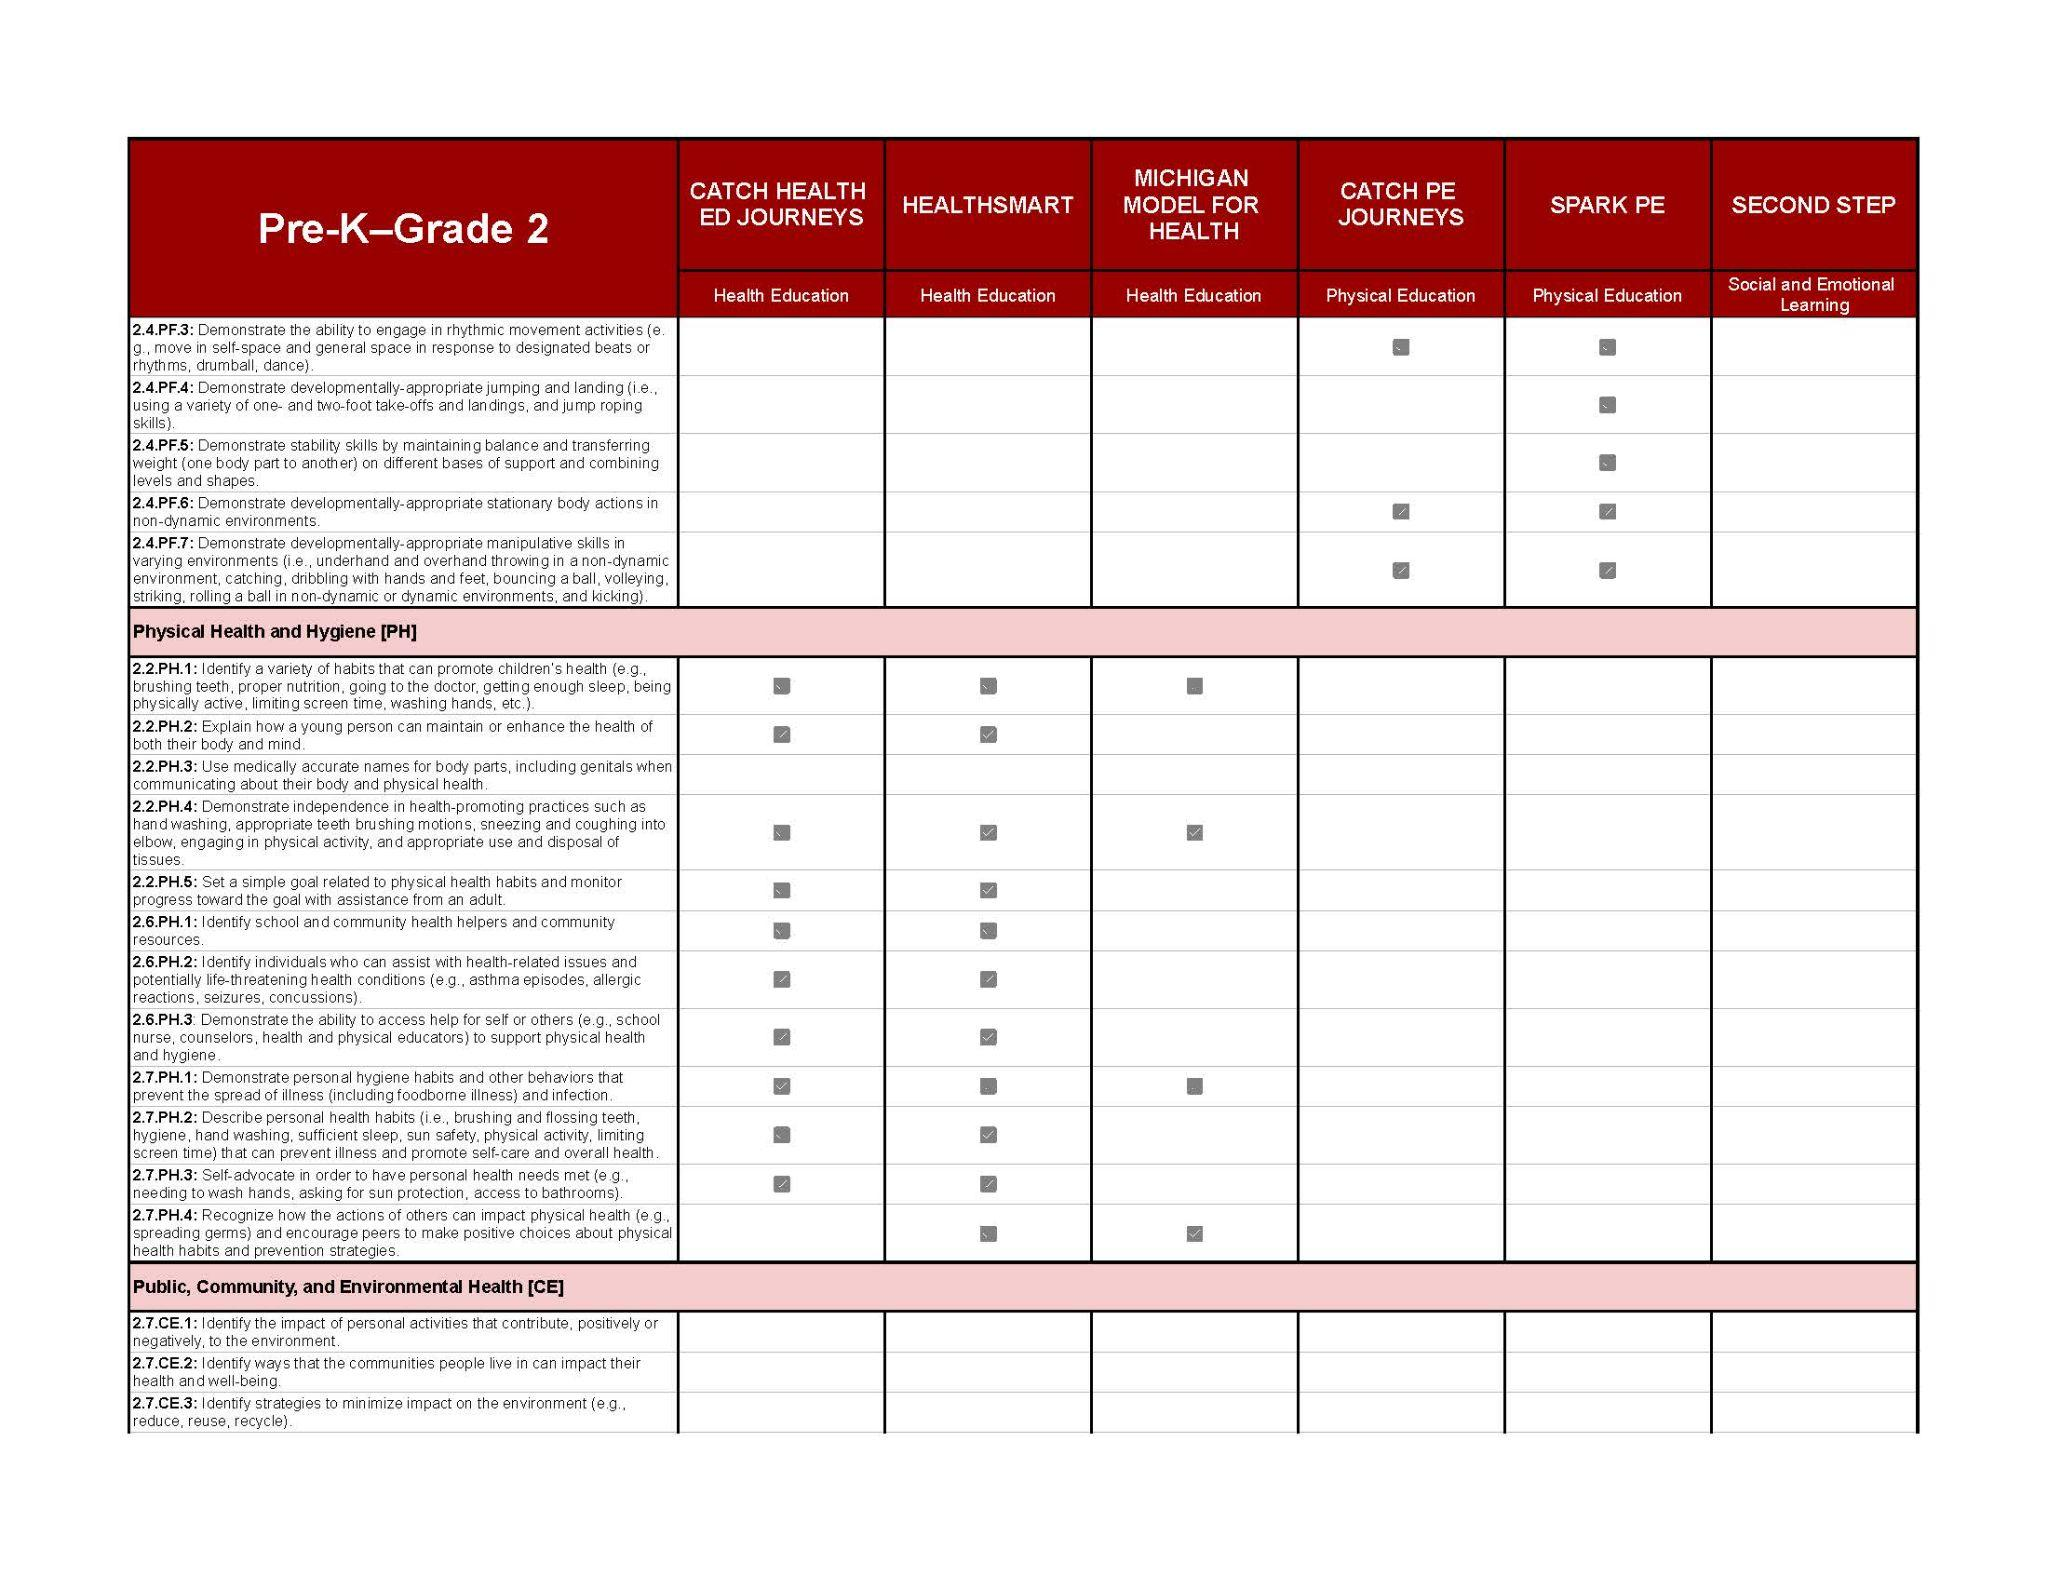 Pre-K–Grade 2
CATCH HEALTH
ED JOURNEYS
HEALTHSMART
MICHIGAN
MODEL FOR
HEALTH
CATCH PE
JOURNEYS
SPARK PE
SECOND STEP
Health Education
Health Education
Health Education
Physical Education
Physical Education
Social and Emotional
Learning
2.4.PF.3: Demonstrate the ability to engage in rhythmic movement activities (e.
g., move in self-space and general space in response to designated beats or
rhythms, drumball, dance).
2.4.PF.4: Demonstrate developmentally-appropriate jumping and landing (i.e.,
using a variety of one- and two-foot take-offs and landings, and jump roping
skills).
2.4.PF.5: Demonstrate stability skills by maintaining balance and transferring
weight (one body part to another) on different bases of support and combining
levels and shapes.
2.4.PF.6: Demonstrate developmentally-appropriate stationary body actions in
non-dynamic environments.
2.4.PF.7: Demonstrate developmentally-appropriate manipulative skills in
varying environments (i.e., underhand and overhand throwing in a non-dynamic
environment, catching, dribbling with hands and feet, bouncing a ball, volleying,
striking, rolling a ball in non-dynamic or dynamic environments, and kicking).
Physical Health and Hygiene [PH]
2.2.PH.1: Identify a variety of habits that can promote children's health (e.g.,
brushing teeth, proper nutrition, going to the doctor, getting enough sleep, being
physically active, limiting screen time, washing hands, etc.).
2.2.PH.2: Explain how a young person can maintain or enhance the health of
both their body and mind.
2.2.PH.3: Use medically accurate names for body parts, including genitals when
communicating about their body and physical health.
2.2.PH.4: Demonstrate independence in health-promoting practices such as
hand washing, appropriate teeth brushing motions, sneezing and coughing into
elbow, engaging in physical activity, and appropriate use and disposal of
tissues.
2.2.PH.5: Set a simple goal related to physical health habits and monitor
progress toward the goal with assistance from an adult.
2.6.PH.1: Identify school and community health helpers and community
resources.
2.6.PH.2: Identify individuals who can assist with health-related issues and
potentially life-threatening health conditions (e.g., asthma episodes, allergic
reactions, seizures, concussions).
2.6.PH.3: Demonstrate the ability to access help for self or others (e.g., school
nurse, counselors, health and physical educators) to support physical health
and hygiene.
2.7.PH.1: Demonstrate personal hygiene habits and other behaviors that
prevent the spread of illness (including foodborne illness) and infection.
2.7.PH.2: Describe personal health habits (i.e., brushing and flossing teeth,
hygiene, hand washing, sufficient sleep, sun safety, physical activity, limiting
screen time) that can prevent illness and promote self-care and overall health.
2.7.PH.3: Self-advocate in order to have personal health needs met (e.g.,
needing to wash hands, asking for sun protection, access to bathrooms).
2.7.PH.4: Recognize how the actions of others can impact physical health (e.g.,
spreading germs) and encourage peers to make positive choices about physical
health habits and prevention strategies.
Public, Community, and Environmental Health [CE]
2.7.CE.1: Identify the impact of personal activities that contribute, positively or
negatively, to the environment.
2.7.CE.2: Identify ways that the communities people live in can impact their
health and well-being.
2.7.CE.3: Identify strategies to minimize impact on the environment (e.g.,
reduce, reuse, recycle).